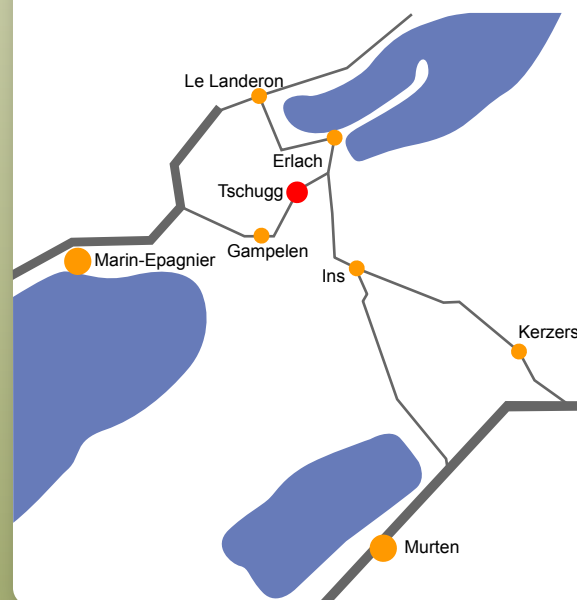 Le Landeron
Erlach
Tschugg
Gampelen
Marin-Epagnier
Ins
Kerzers
Murten